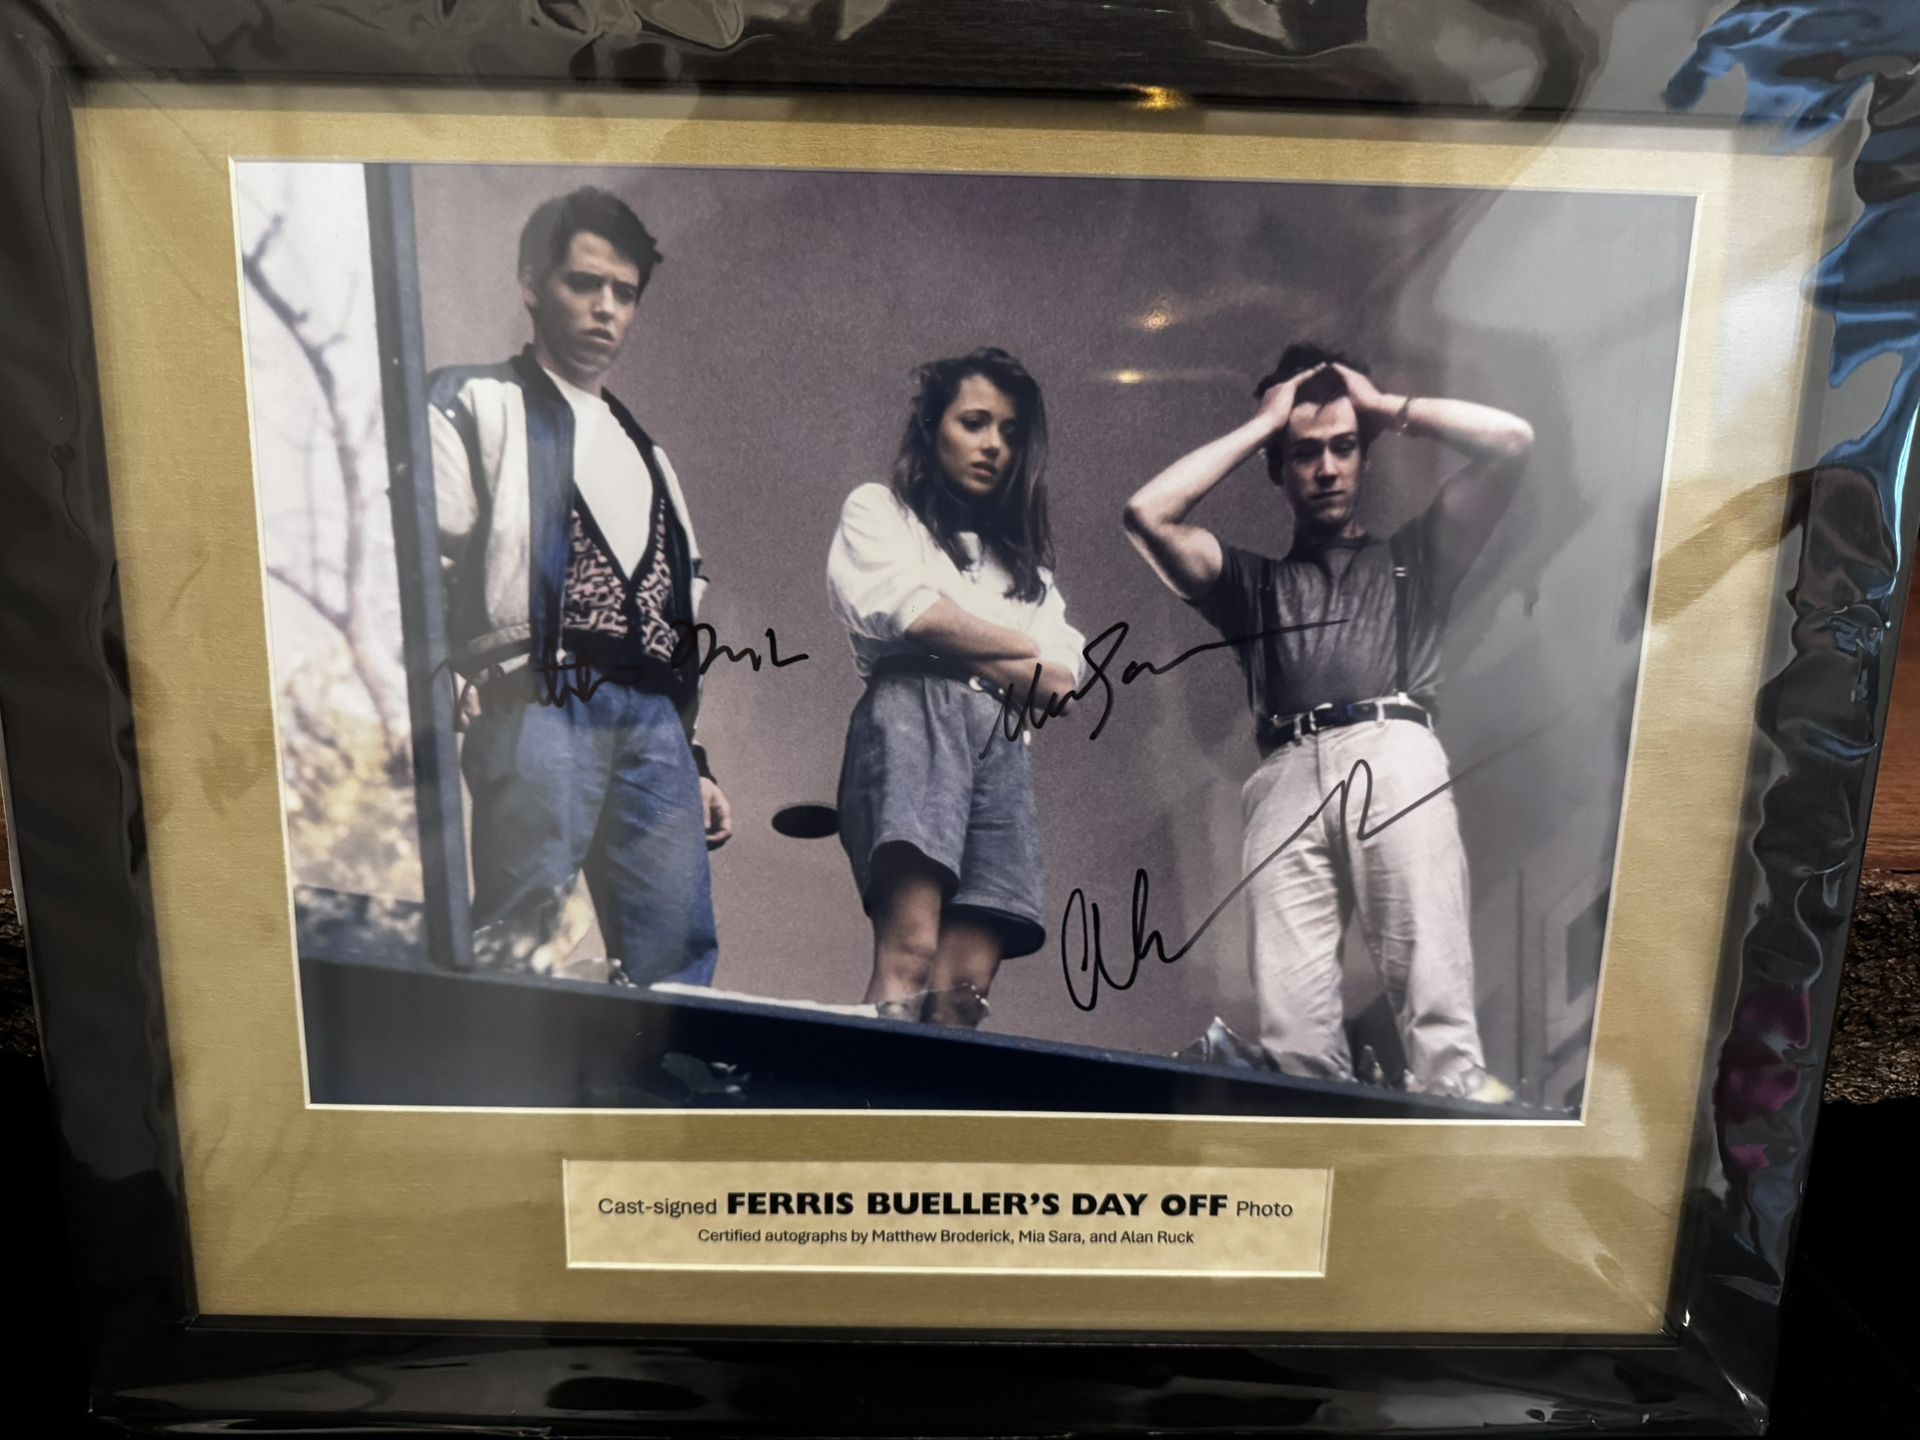 Cast-signed FERRIS BUELLER'S DAY OFF Photo
Certified autographs by Matthew Broderick, Mia Sara, and Alan Ruck